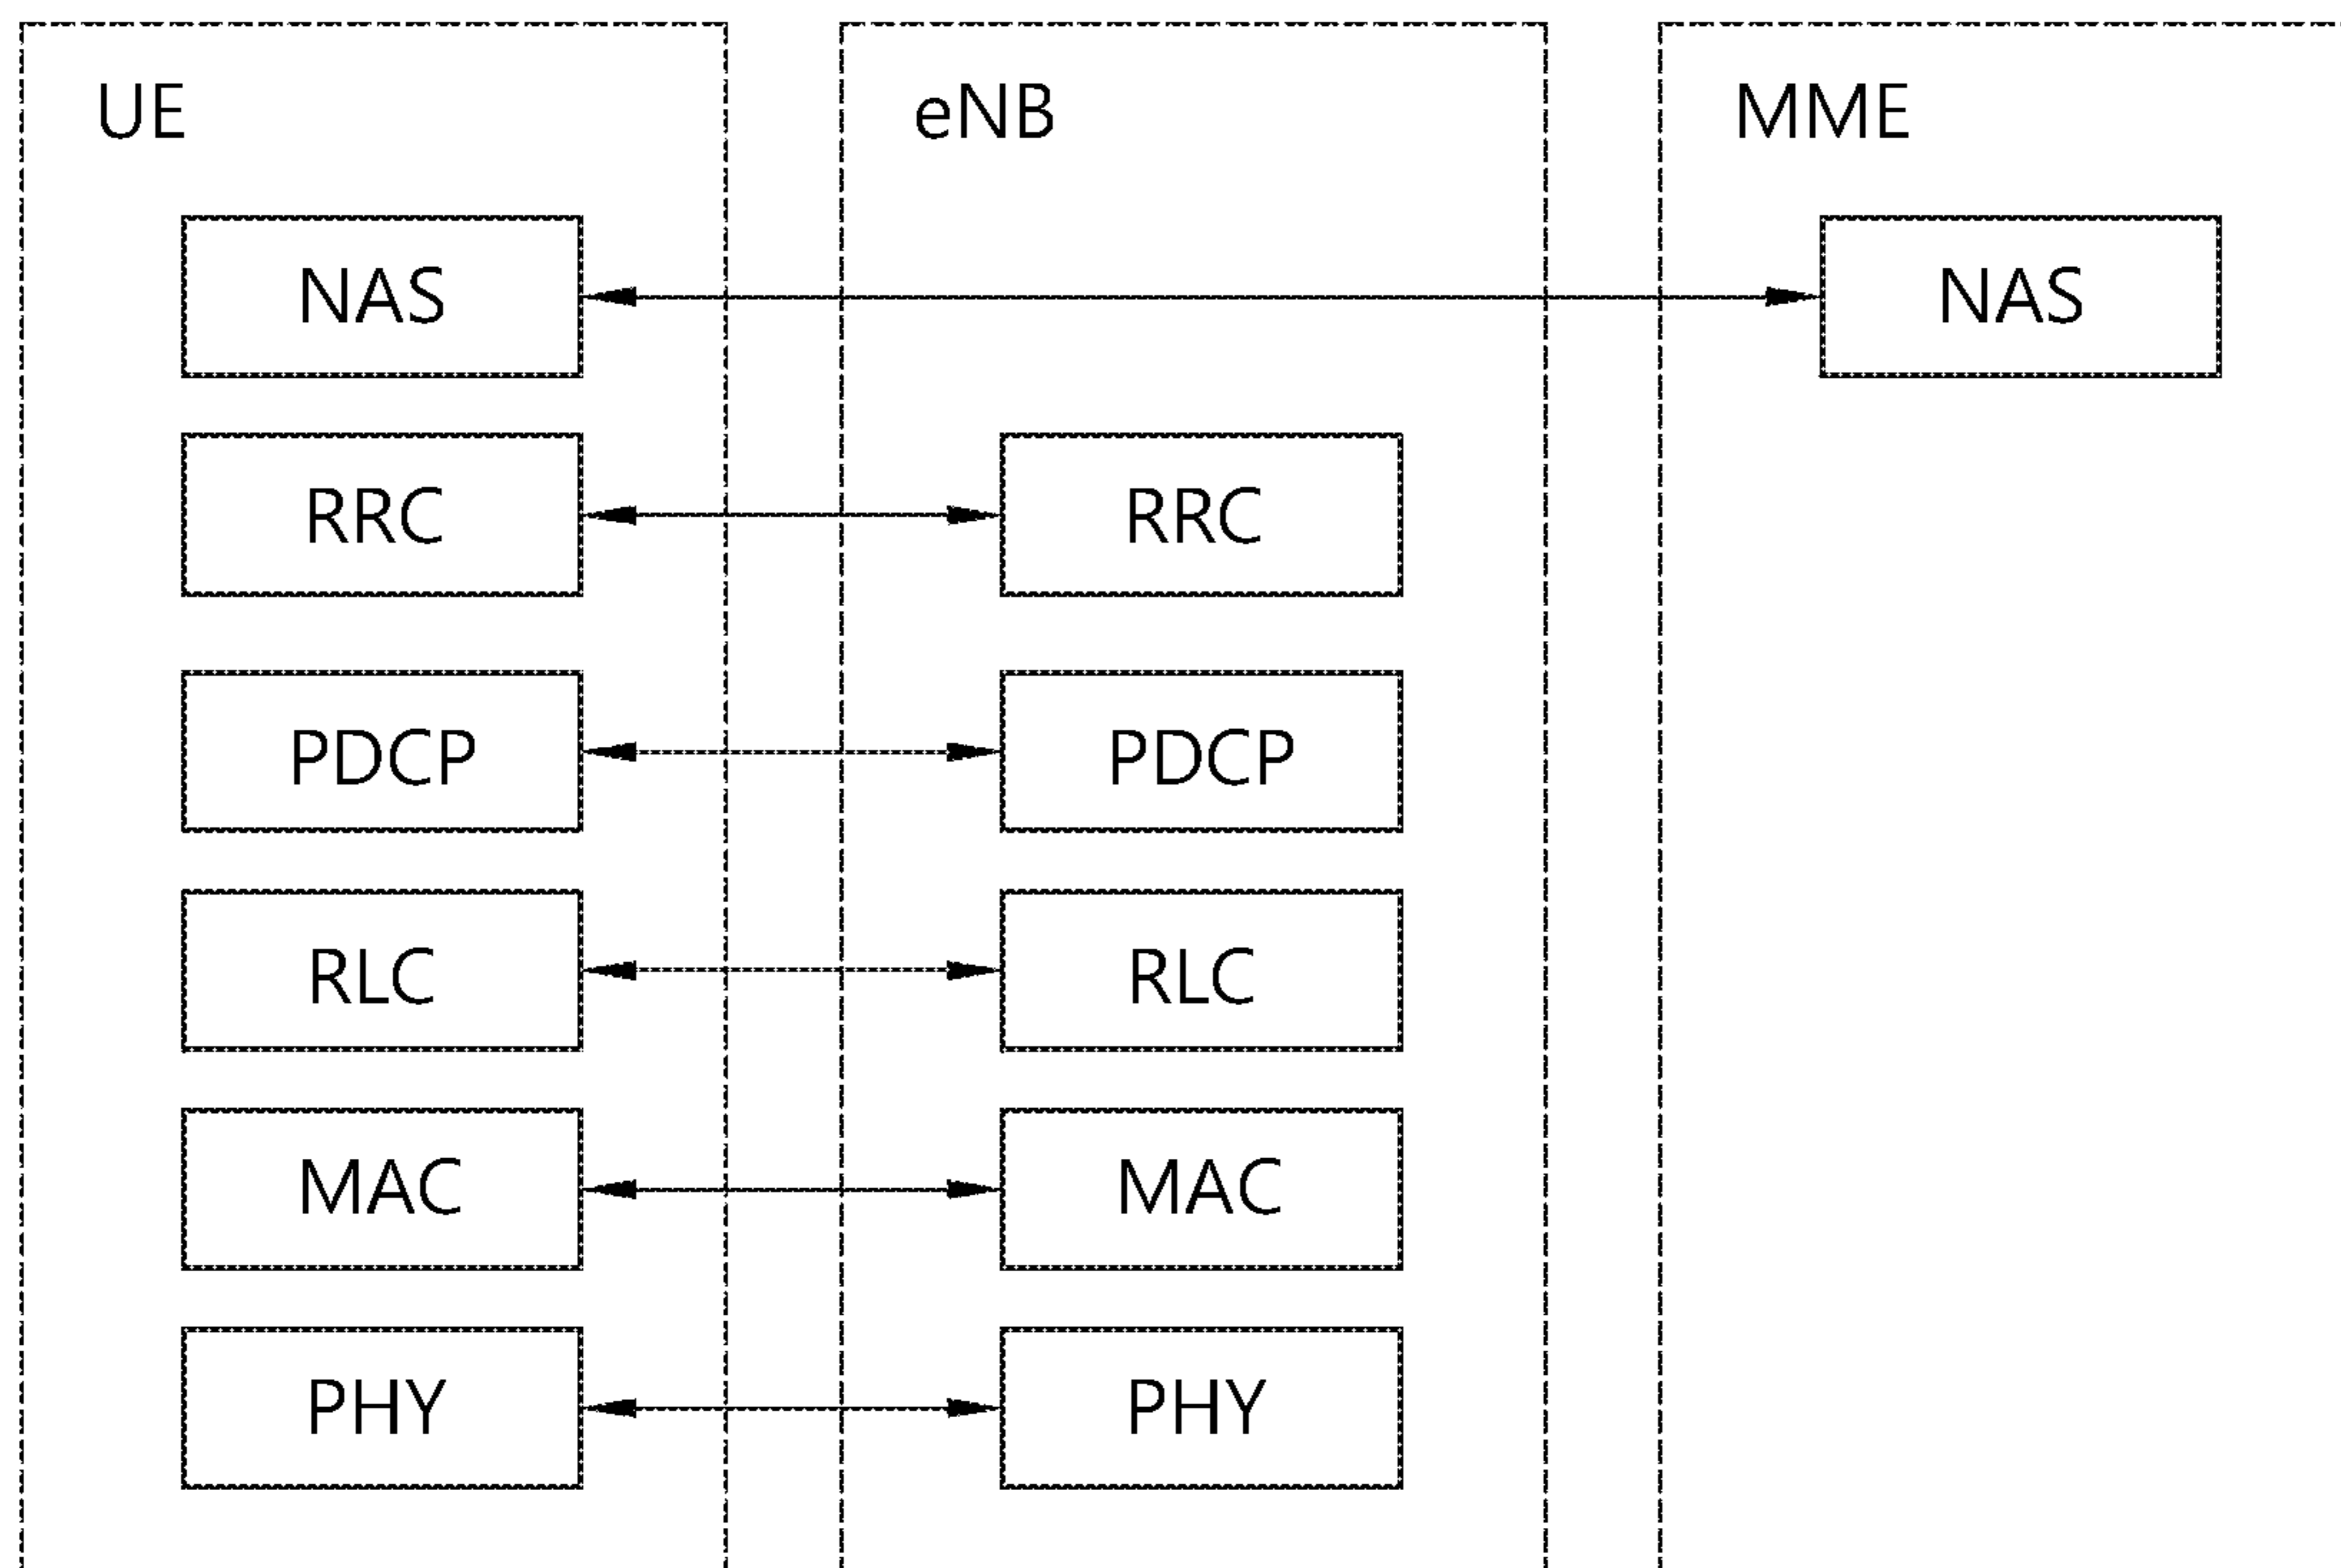 UE eNB MME
NAS NAS
RRC RRC
PDCP PDCP
RLC RLC
MAC MAC
PHY PHY